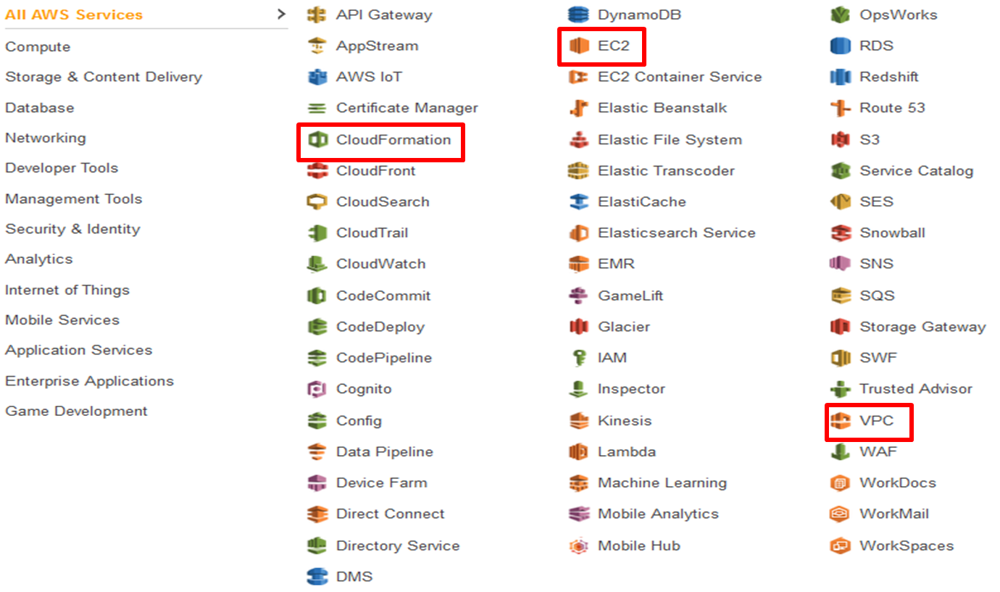 All AWS Services
Compute
Storage & Content Delivery
Database
Networking
Developer Tools
Management Tools
Security & Identity
Analytics
Internet of Things
Mobile Services
Application Services
Enterprise Applications
Game Development
API Gateway
AppStream
AWS IoT
Certificate Manager
CloudFormation
CloudFront
CloudSearch
CloudTrail
CloudWatch
CodeCommit
CodeDeploy
CodePipeline
Cognito
Config
Data Pipeline
Device Farm
Direct Connect
Directory Service
DMS
DynamoDB
EC2
EC2 Container Service
Elastic Beanstalk
Elastic File System
Elastic Transcoder
ElastiCache
Elasticsearch Service
EMR
GameLift
Glacier
IAM
Inspector
Kinesis
Lambda
Machine Learning
Mobile Analytics
Mobile Hub
OpsWorks
RDS
Redshift
Route 53
S3
Service Catalog
SES
Snowball
SNS
SQS
Storage Gateway
SWF
Trusted Advisor
VPC
WAF
WorkDocs
WorkMail
WorkSpaces